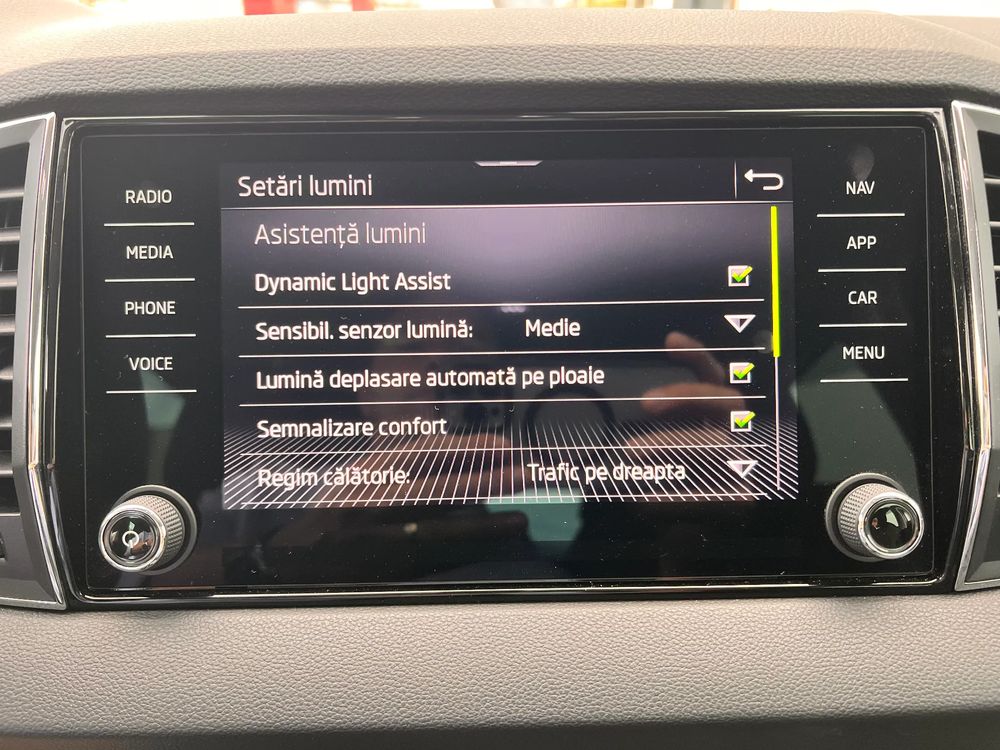 RADIO
MEDIA
PHONE
VOICE
Setări lumini
Asistență lumini
Dynamic Light Assist
Sensibil. senzor lumină: Medie
Lumină deplasare automată pe ploaie
Semnalizare confort
Regim călătorie: Trafic pe dreapta
NAV
APP
CAR
MENU